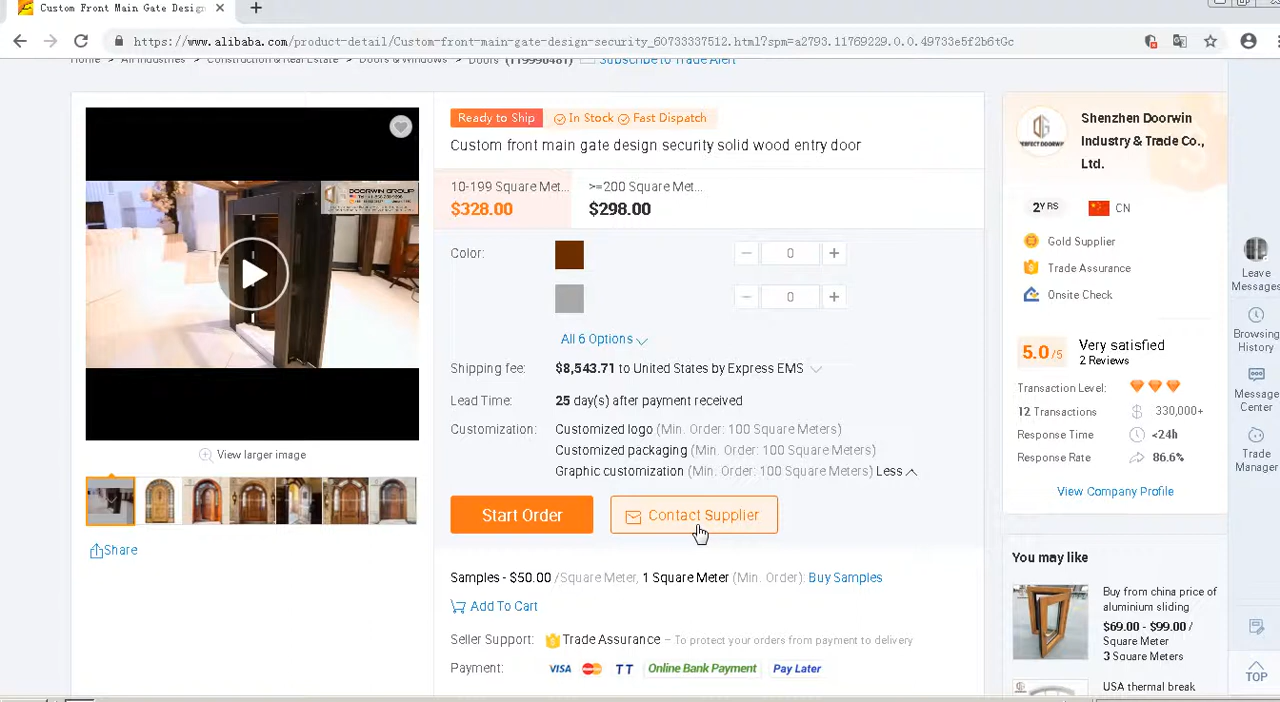 Custom Front Main Gate Design
https://www.alibaba.com/product-detail/Custom-front-main-gate-design-security_60733337512.html?spm=a2793.11769229.0.0.49733e5f2b6tGc
Home > All Industries > Construction & Real Estate > Doors & Windows > Doors (119996481) Subscribe to Trade Alert
Ready to Ship In Stock Fast Dispatch
Custom front main gate design security solid wood entry door
10-199 Square Met... >=200 Square Met...
$328.00 $298.00
Color: 0
0
All 6 Options
Shipping fee: $8,543.71 to United States by Express EMS
Lead Time: 25 day(s) after payment received
Customization: Customized logo (Min. Order: 100 Square Meters)
Customized packaging (Min. Order: 100 Square Meters)
Graphic customization (Min. Order: 100 Square Meters) Less
Start Order Contact Supplier
Samples - $50.00 /Square Meter, 1 Square Meter (Min. Order): Buy Samples
Add To Cart
Seller Support: Trade Assurance – To protect your orders from payment to delivery
Payment: VISA TT Online Bank Payment Pay Later
DOORWIN GROUP
View larger image
Share
PERFECT DOORWIN
Shenzhen Doorwin
Industry & Trade Co.,
Ltd.
2YRS CN
Gold Supplier
Trade Assurance
Onsite Check
5.0/5 Very satisfied
2 Reviews
Transaction Level:
12 Transactions 330,000+
Response Time <24h
Response Rate 86.6%
View Company Profile
You may like
Buy from china price of
aluminium sliding
$69.00 - $99.00 /
Square Meter
3 Square Meters
USA thermal break
Leave
Messages
Browsing
History
Message
Center
Trade
Manager
TOP